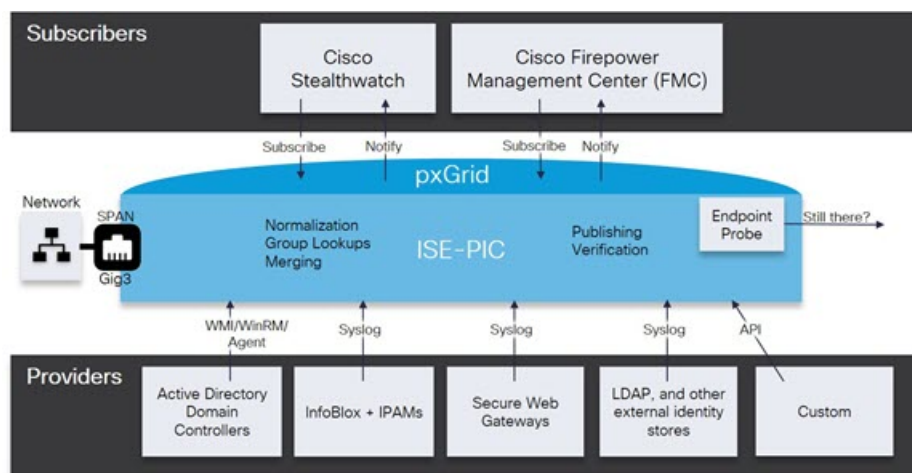 Subscribers
Cisco
Stealthwatch
Cisco Firepower
Management Center (FMC)
Subscribe
Notify
Subscribe
Notify
pxGrid
Network
SPAN
Gig3
Normalization
Group Lookups
Merging
ISE-PIC
Publishing
Verification
Endpoint
Probe
Still there?
WMI/WinRM/
Agent
Syslog
Syslog
Syslog
API
Providers
Active Directory
Domain
Controllers
InfoBlox + IPAMs
Secure Web
Gateways
LDAP, and other
external identity
stores
Custom